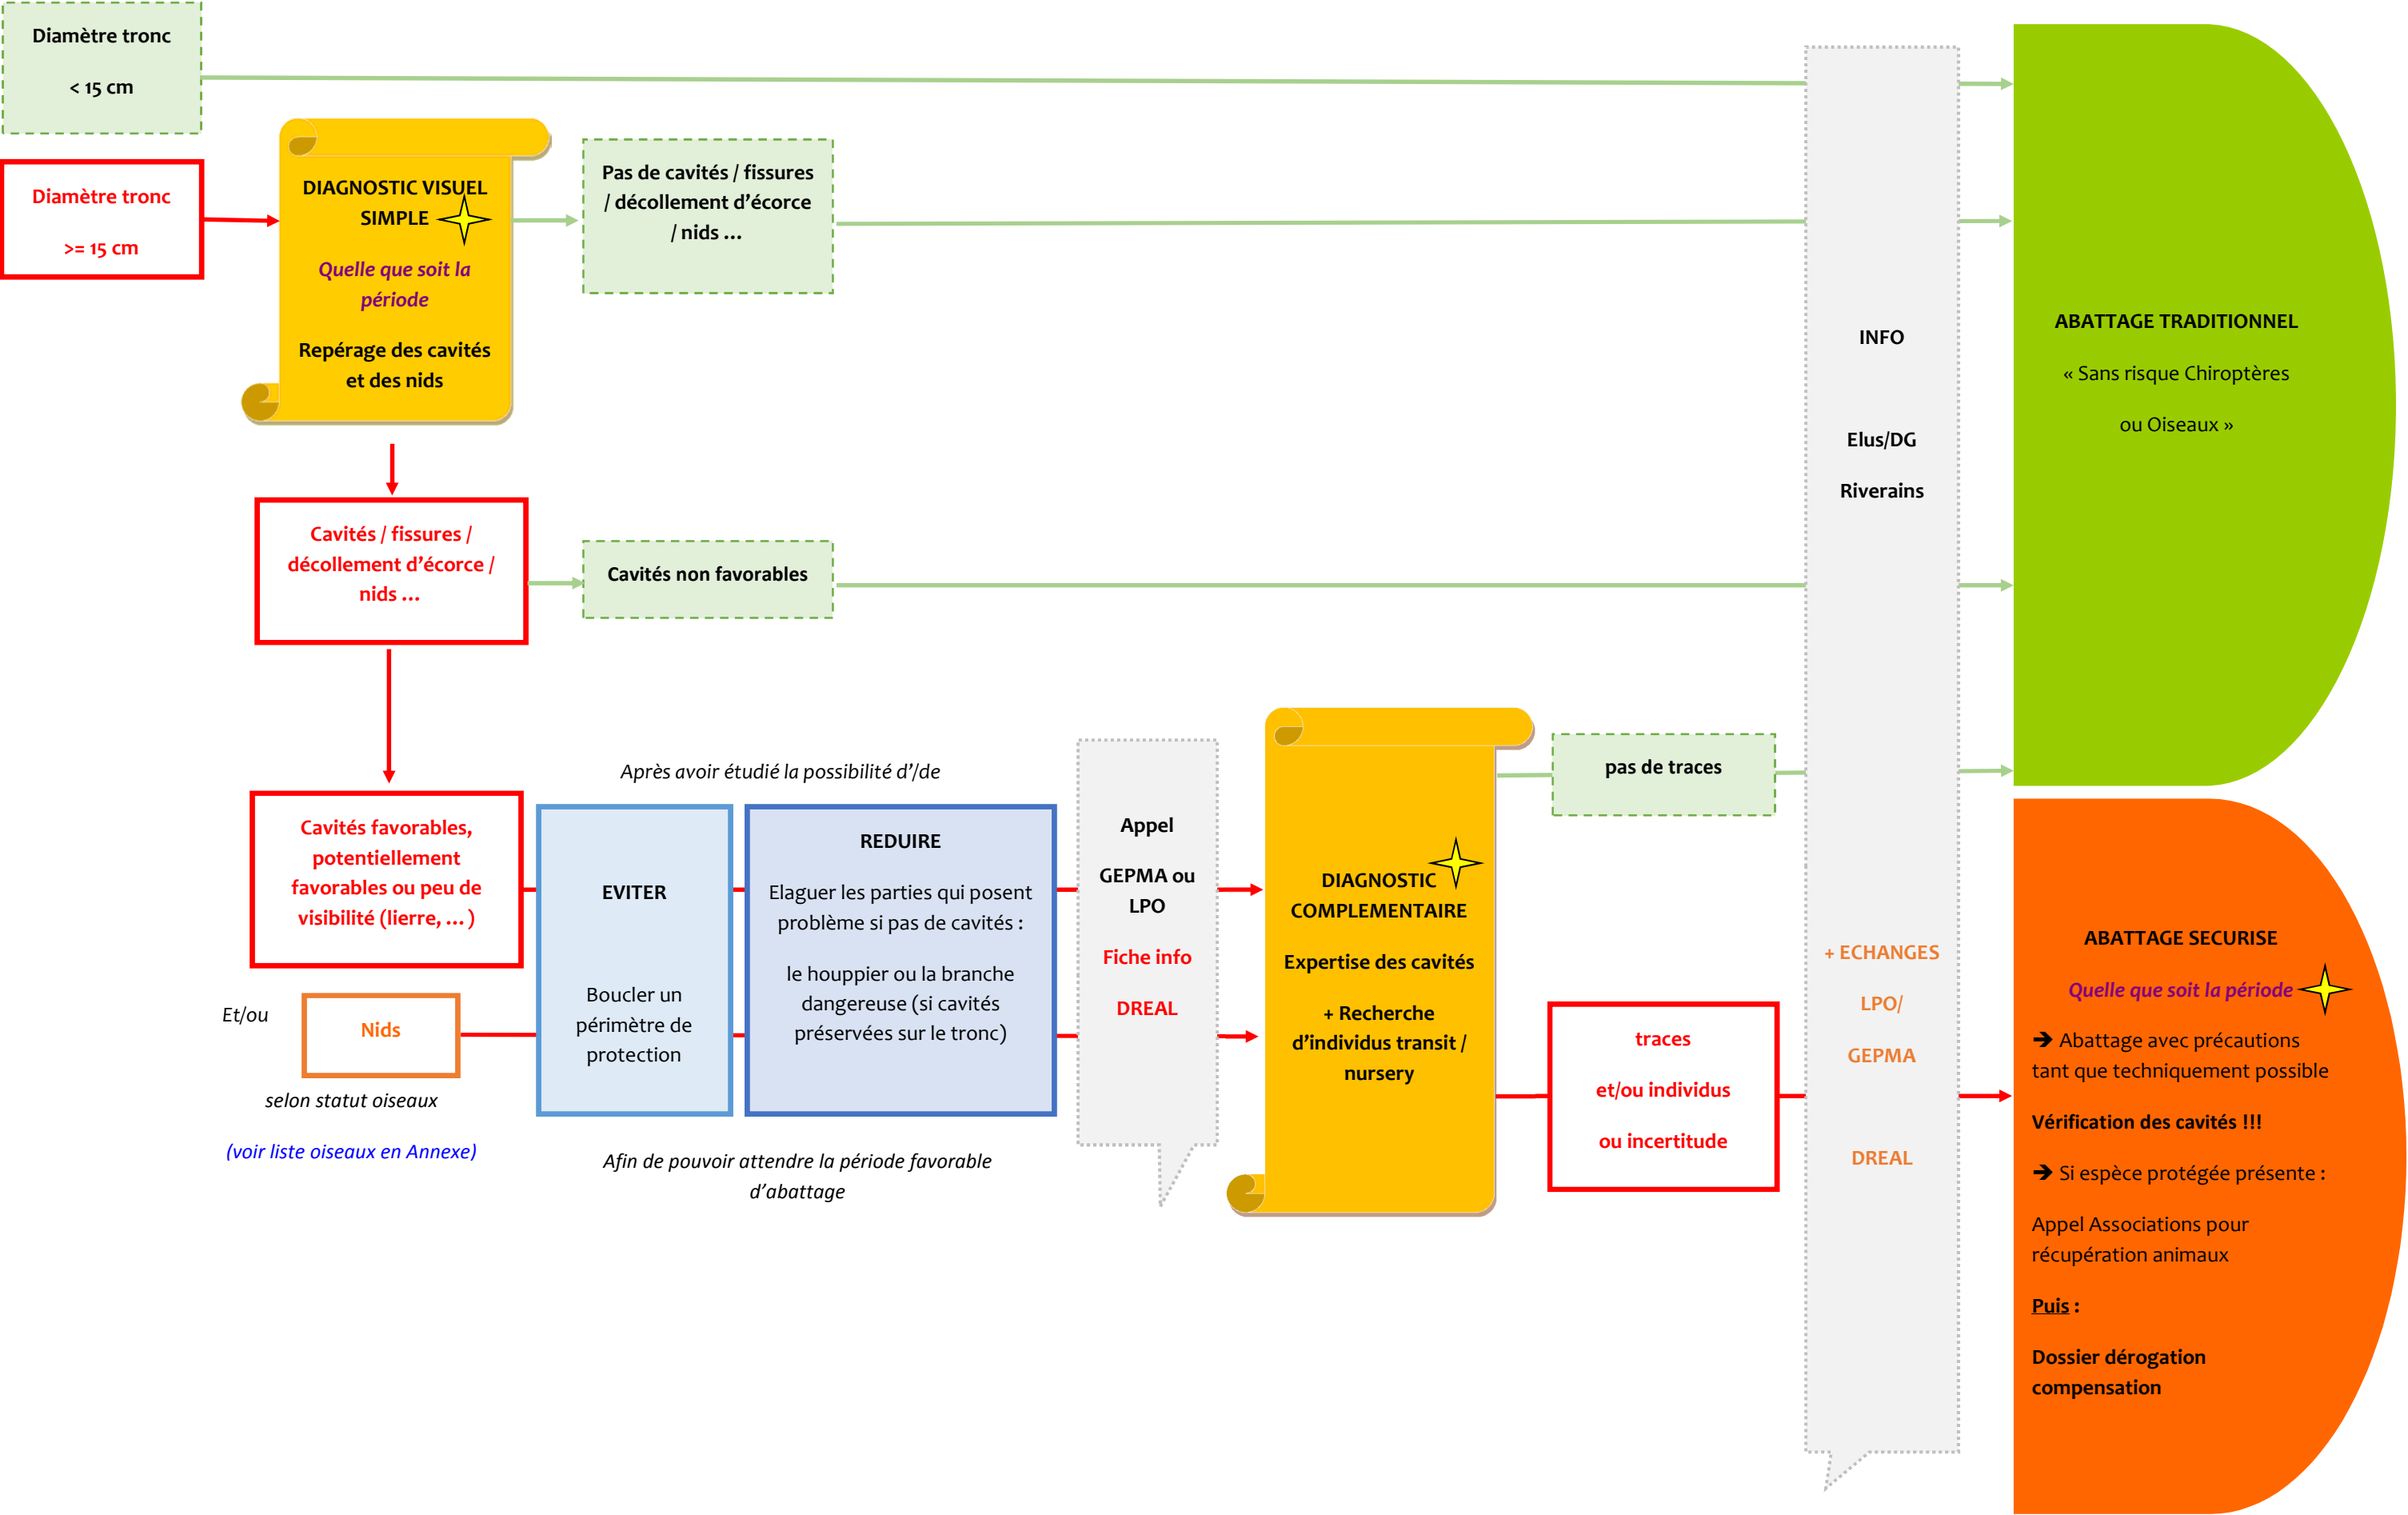 Diamètre tronc
< 15 cm
Diamètre tronc
>= 15 cm
DIAGNOSTIC VISUEL
SIMPLE
Quelle que soit la
période
Repérage des cavités
et des nids
Pas de cavités / fissures
/ décollement d’écorce
/ nids …
Cavités / fissures /
décollement d’écorce /
nids …
Cavités non favorables
Cavités favorables,
potentiellement
favorables ou peu de
visibilité (lierre, … )
Et/ou
Nids
selon statut oiseaux
(voir liste oiseaux en Annexe)
Après avoir étudié la possibilité d’/de
EVITER
Boucler un
périmètre de
protection
REDUIRE
Elaguer les parties qui posent
problème si pas de cavités :
le houppier ou la branche
dangereuse (si cavités
préservées sur le tronc)
Afin de pouvoir attendre la période favorable
d’abattage
Appel
GEPMA ou
LPO
Fiche info
DREAL
DIAGNOSTIC
COMPLEMENTAIRE
Expertise des cavités
+ Recherche
d’individus transit /
nursery
pas de traces
traces
et/ou individus
ou incertitude
INFO
Elus/DG
Riverains
+ ECHANGES
LPO/
GEPMA
DREAL
ABATTAGE TRADITIONNEL
« Sans risque Chiroptères
ou Oiseaux »
ABATTAGE SECURISE
Quelle que soit la période
➔ Abattage avec précautions
tant que techniquement possible
Vérification des cavités !!!
➔ Si espèce protégée présente :
Appel Associations pour
récupération animaux
Puis :
Dossier dérogation
compensation